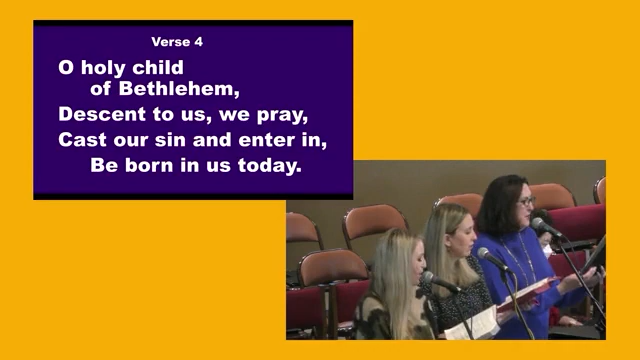 Verse 4
O holy child
of Bethlehem,
Descent to us, we pray,
Cast our sin and enter in,
Be born in us today.